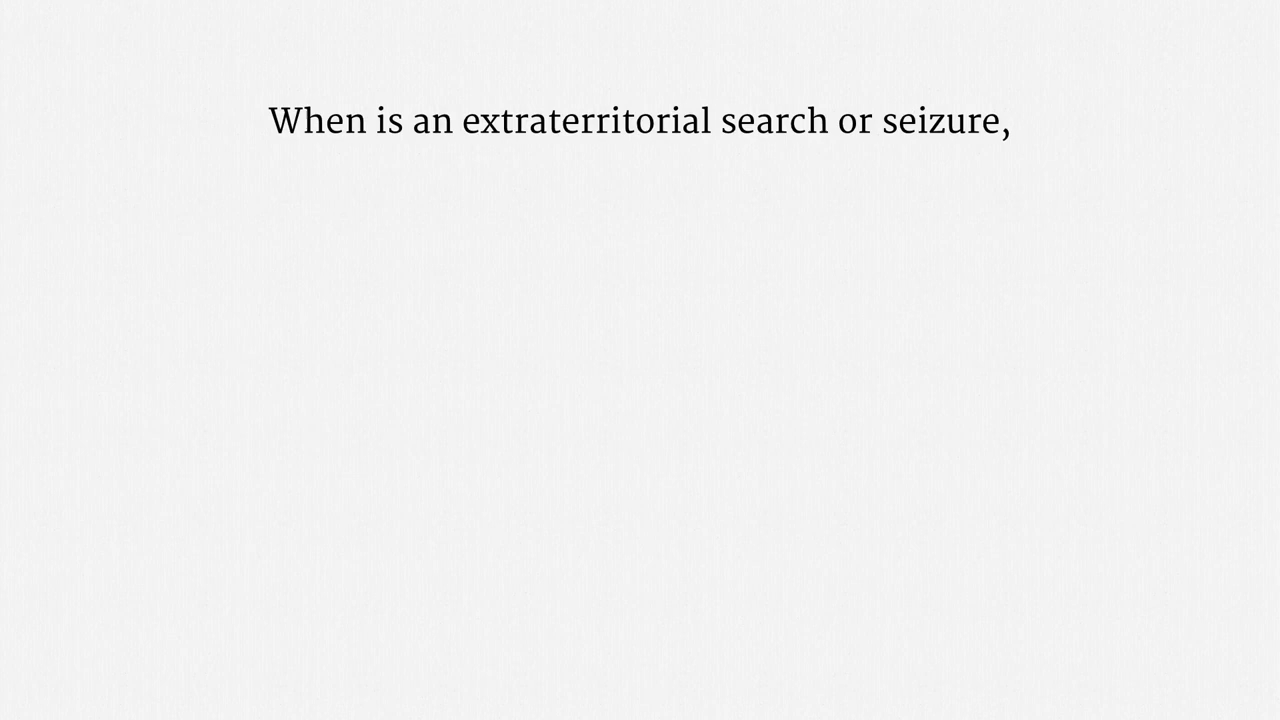 When is an extraterritorial search or seizure,